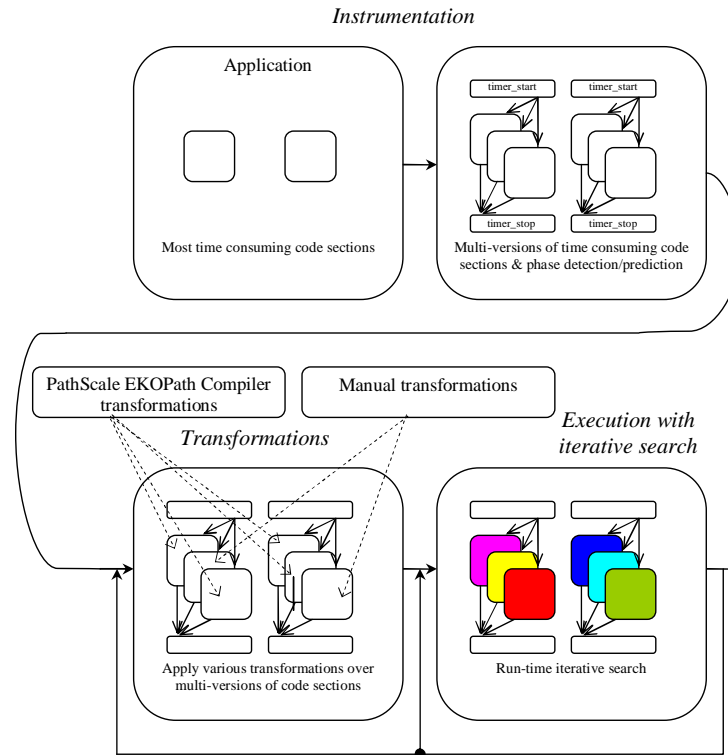 Instrumentation
Application
Most time consuming code sections
timer_start
timer_start
timer_stop
timer_stop
Multi-versions of time consuming code
sections & phase detection/prediction
PathScale EKOPath Compiler
transformations
Manual transformations
Transformations
Execution with
iterative search
Apply various transformations over
multi-versions of code sections
Run-time iterative search